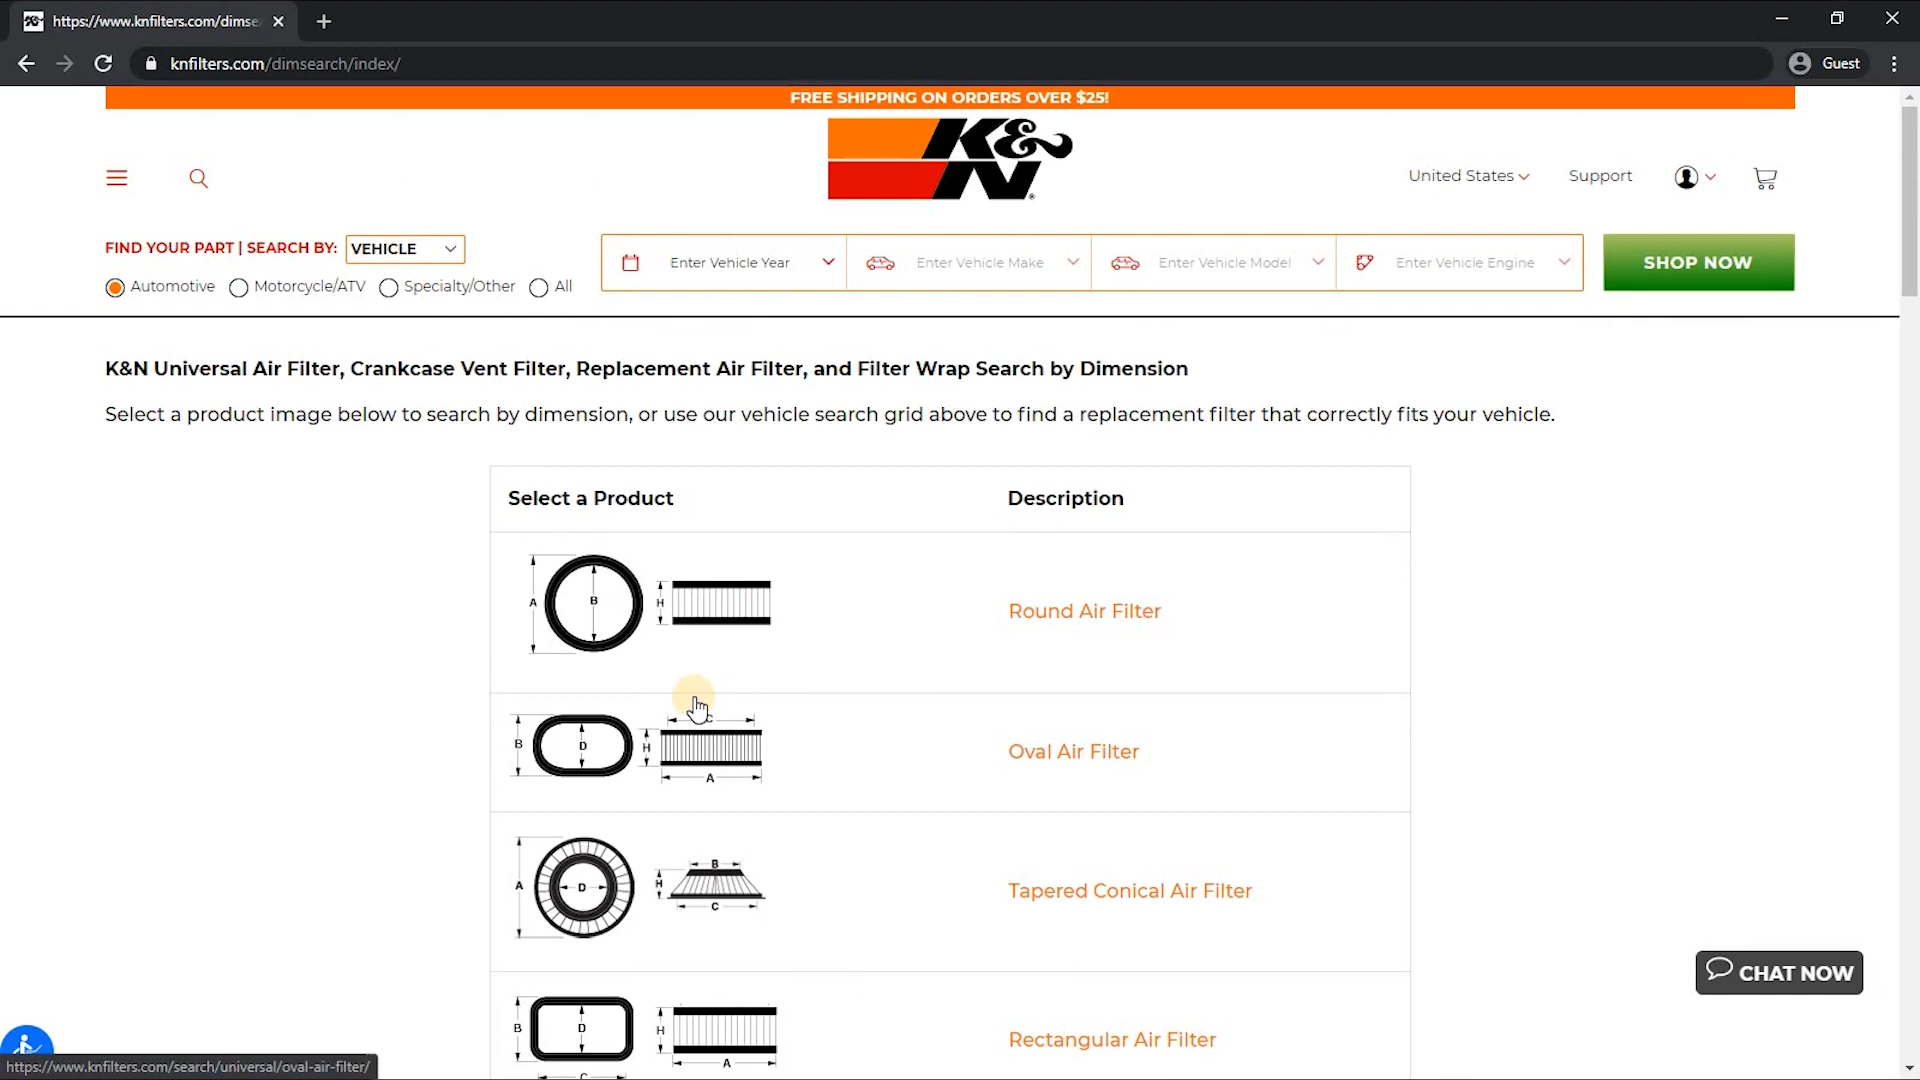 https://www.knfilters.com/dimse
knfilters.com/dimsearch/index/
Guest
FREE SHIPPING ON ORDERS OVER $25!
K&N
United States
Support
FIND YOUR PART | SEARCH BY:
VEHICLE
Automotive
Motorcycle/ATV
Specialty/Other
All
Enter Vehicle Year
Enter Vehicle Make
Enter Vehicle Model
Enter Vehicle Engine
SHOP NOW
K&N Universal Air Filter, Crankcase Vent Filter, Replacement Air Filter, and Filter Wrap Search by Dimension
Select a product image below to search by dimension, or use our vehicle search grid above to find a replacement filter that correctly fits your vehicle.
Select a Product
Description
A B H
Round Air Filter
B D H C A
Oval Air Filter
A D H B C
Tapered Conical Air Filter
B D C H A
Rectangular Air Filter
CHAT NOW
https://www.knfilters.com/search/universal/oval-air-filter/